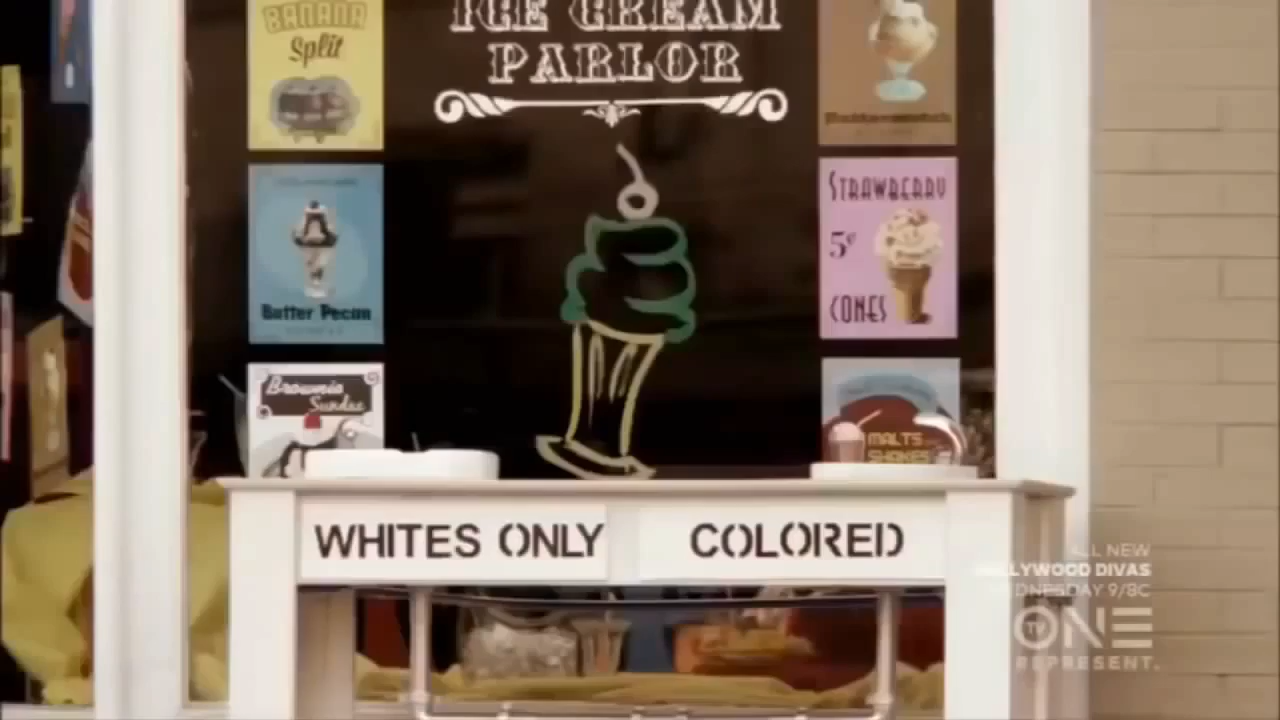 BANANA
Split
ICE CREAM
PARLOR
Butter Pecan
Brownie
Sundae
STRAWBERRY
5¢
CONES
MALTS
SHAKES
WHITES ONLY
COLORED
ALL NEW
HOLLYWOOD DIVAS
WEDNESDAY 9/8C
TV ONE
REPRESENT.